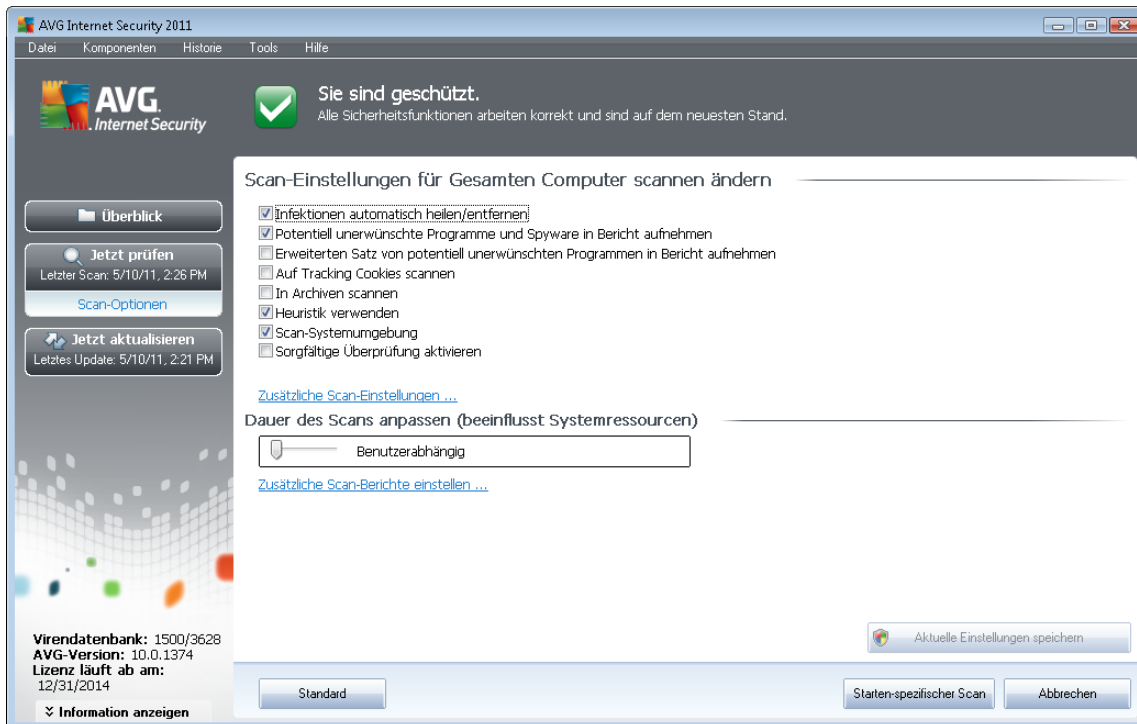 AVG Internet Security 2011
Datei Komponenten Historie Tools Hilfe
AVG.
Internet Security
Sie sind geschützt.
Alle Sicherheitsfunktionen arbeiten korrekt und sind auf dem neuesten Stand.
Überblick
Jetzt prüfen
Letzter Scan: 5/10/11, 2:26 PM
Scan-Optionen
Jetzt aktualisieren
Letztes Update: 5/10/11, 2:21 PM
Virendatenbank: 1500/3628
AVG-Version: 10.0.1374
Lizenz läuft ab am:
12/31/2014
Information anzeigen
Scan-Einstellungen für Gesamten Computer scannen ändern
Infektionen automatisch heilen/entfernen
Potentiell unerwünschte Programme und Spyware in Bericht aufnehmen
Erweiterten Satz von potentiell unerwünschten Programmen in Bericht aufnehmen
Auf Tracking Cookies scannen
In Archiven scannen
Heuristik verwenden
Scan-Systemumgebung
Sorgfältige Überprüfung aktivieren
Zusätzliche Scan-Einstellungen ...
Dauer des Scans anpassen (beeinflusst Systemressourcen)
Benutzerabhängig
Zusätzliche Scan-Berichte einstellen ...
Aktuelle Einstellungen speichern
Standard
Starten-spezifischer Scan
Abbrechen